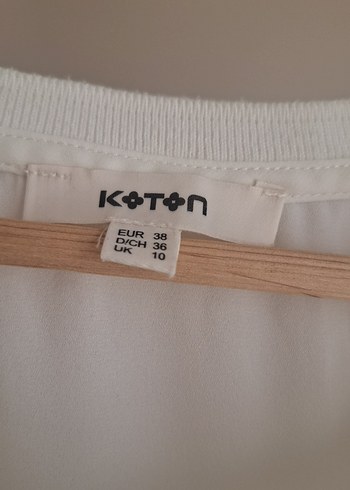 KOTON
EUR 38
D/CH 36
UK 10